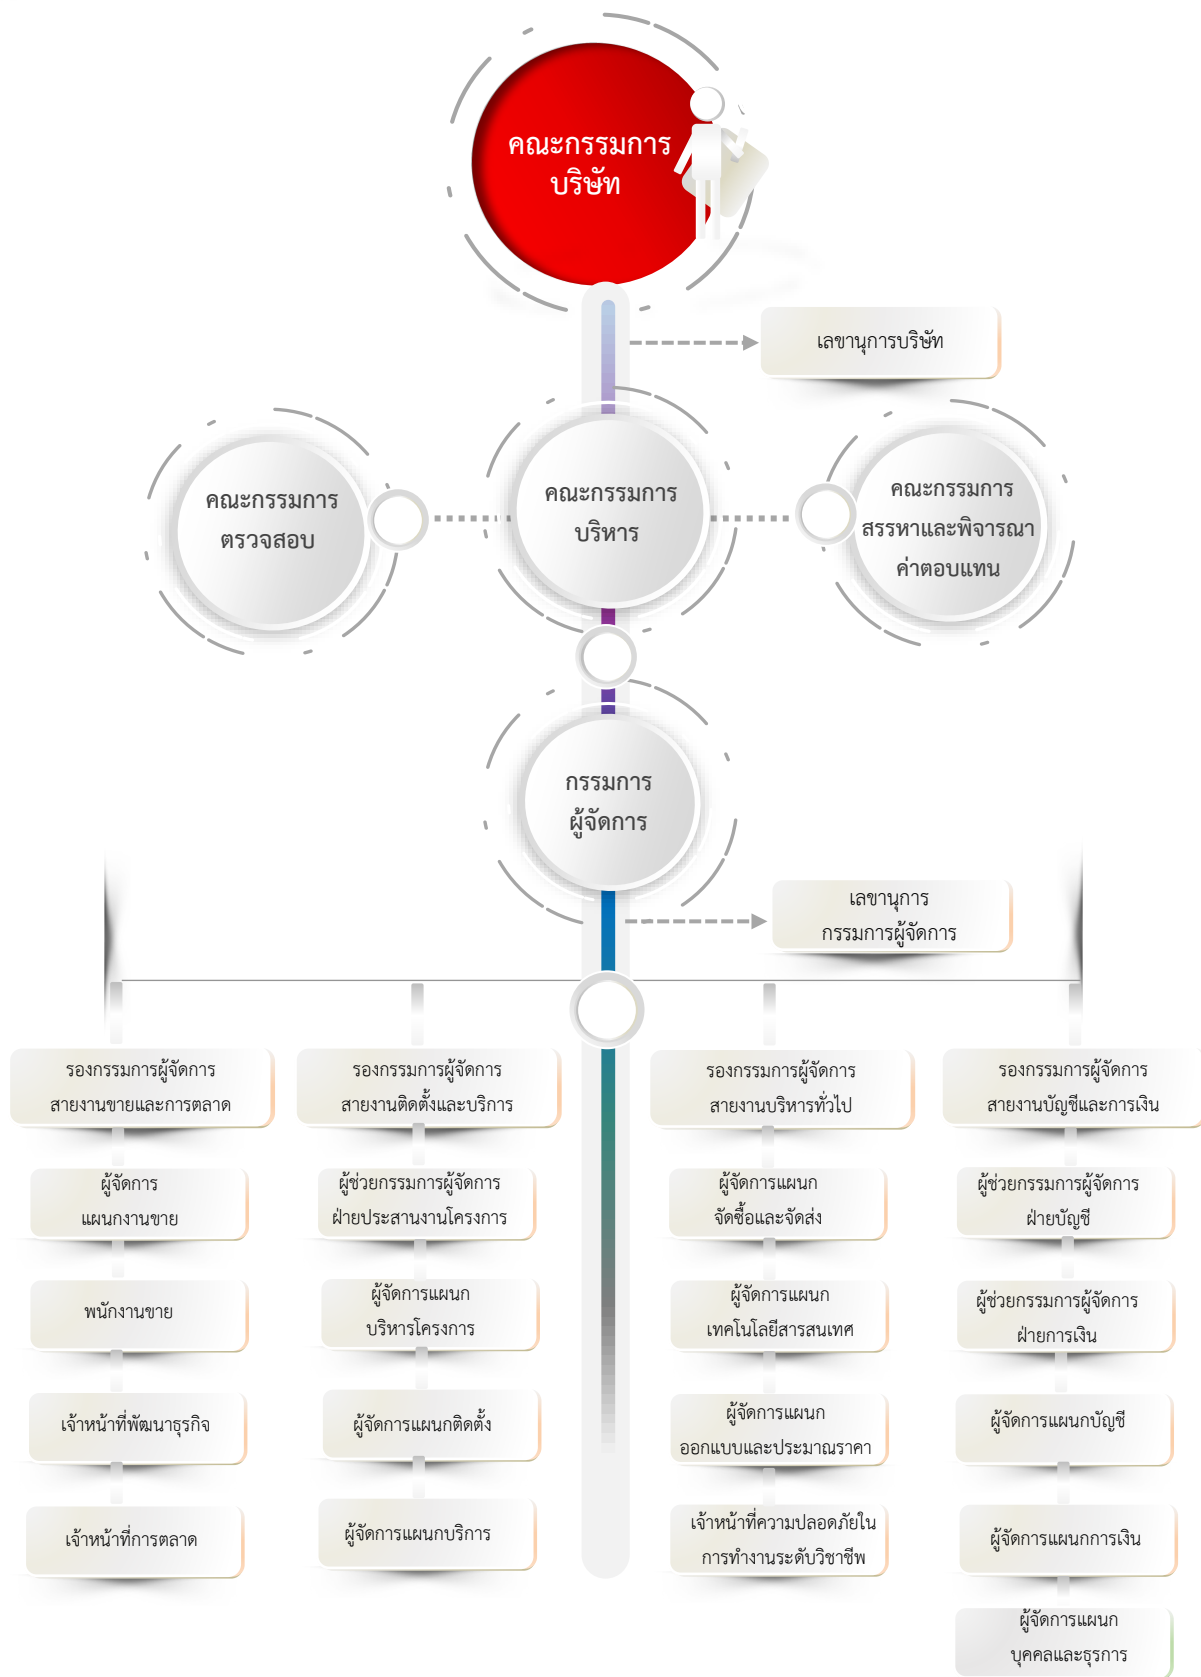 คณะกรรมการ
บริษัท
เลขานุการบริษัท
คณะกรรมการ
ตรวจสอบ
คณะกรรมการ
บริหาร
คณะกรรมการ
สรรหาและพิจารณา
ค่าตอบแทน
กรรมการ
ผู้จัดการ
เลขานุการ
กรรมการผู้จัดการ
รองกรรมการผู้จัดการ
สายงานขายและการตลาด
ผู้จัดการ
แผนกงานขาย
พนักงานขาย
เจ้าหน้าที่พัฒนาธุรกิจ
เจ้าหน้าที่การตลาด
รองกรรมการผู้จัดการ
สายงานติดตั้งและบริการ
ผู้ช่วยกรรมการผู้จัดการ
ฝ่ายประสานงานโครงการ
ผู้จัดการแผนก
บริหารโครงการ
ผู้จัดการแผนกติดตั้ง
ผู้จัดการแผนกบริการ
รองกรรมการผู้จัดการ
สายงานบริหารทั่วไป
ผู้จัดการแผนก
จัดซื้อและจัดส่ง
ผู้จัดการแผนก
เทคโนโลยีสารสนเทศ
ผู้จัดการแผนก
ออกแบบและประมาณราคา
เจ้าหน้าที่ความปลอดภัยใน
การทำงานระดับวิชาชีพ
รองกรรมการผู้จัดการ
สายงานบัญชีและการเงิน
ผู้ช่วยกรรมการผู้จัดการ
ฝ่ายบัญชี
ผู้ช่วยกรรมการผู้จัดการ
ฝ่ายการเงิน
ผู้จัดการแผนกบัญชี
ผู้จัดการแผนกการเงิน
ผู้จัดการแผนก
บุคคลและธุรการ